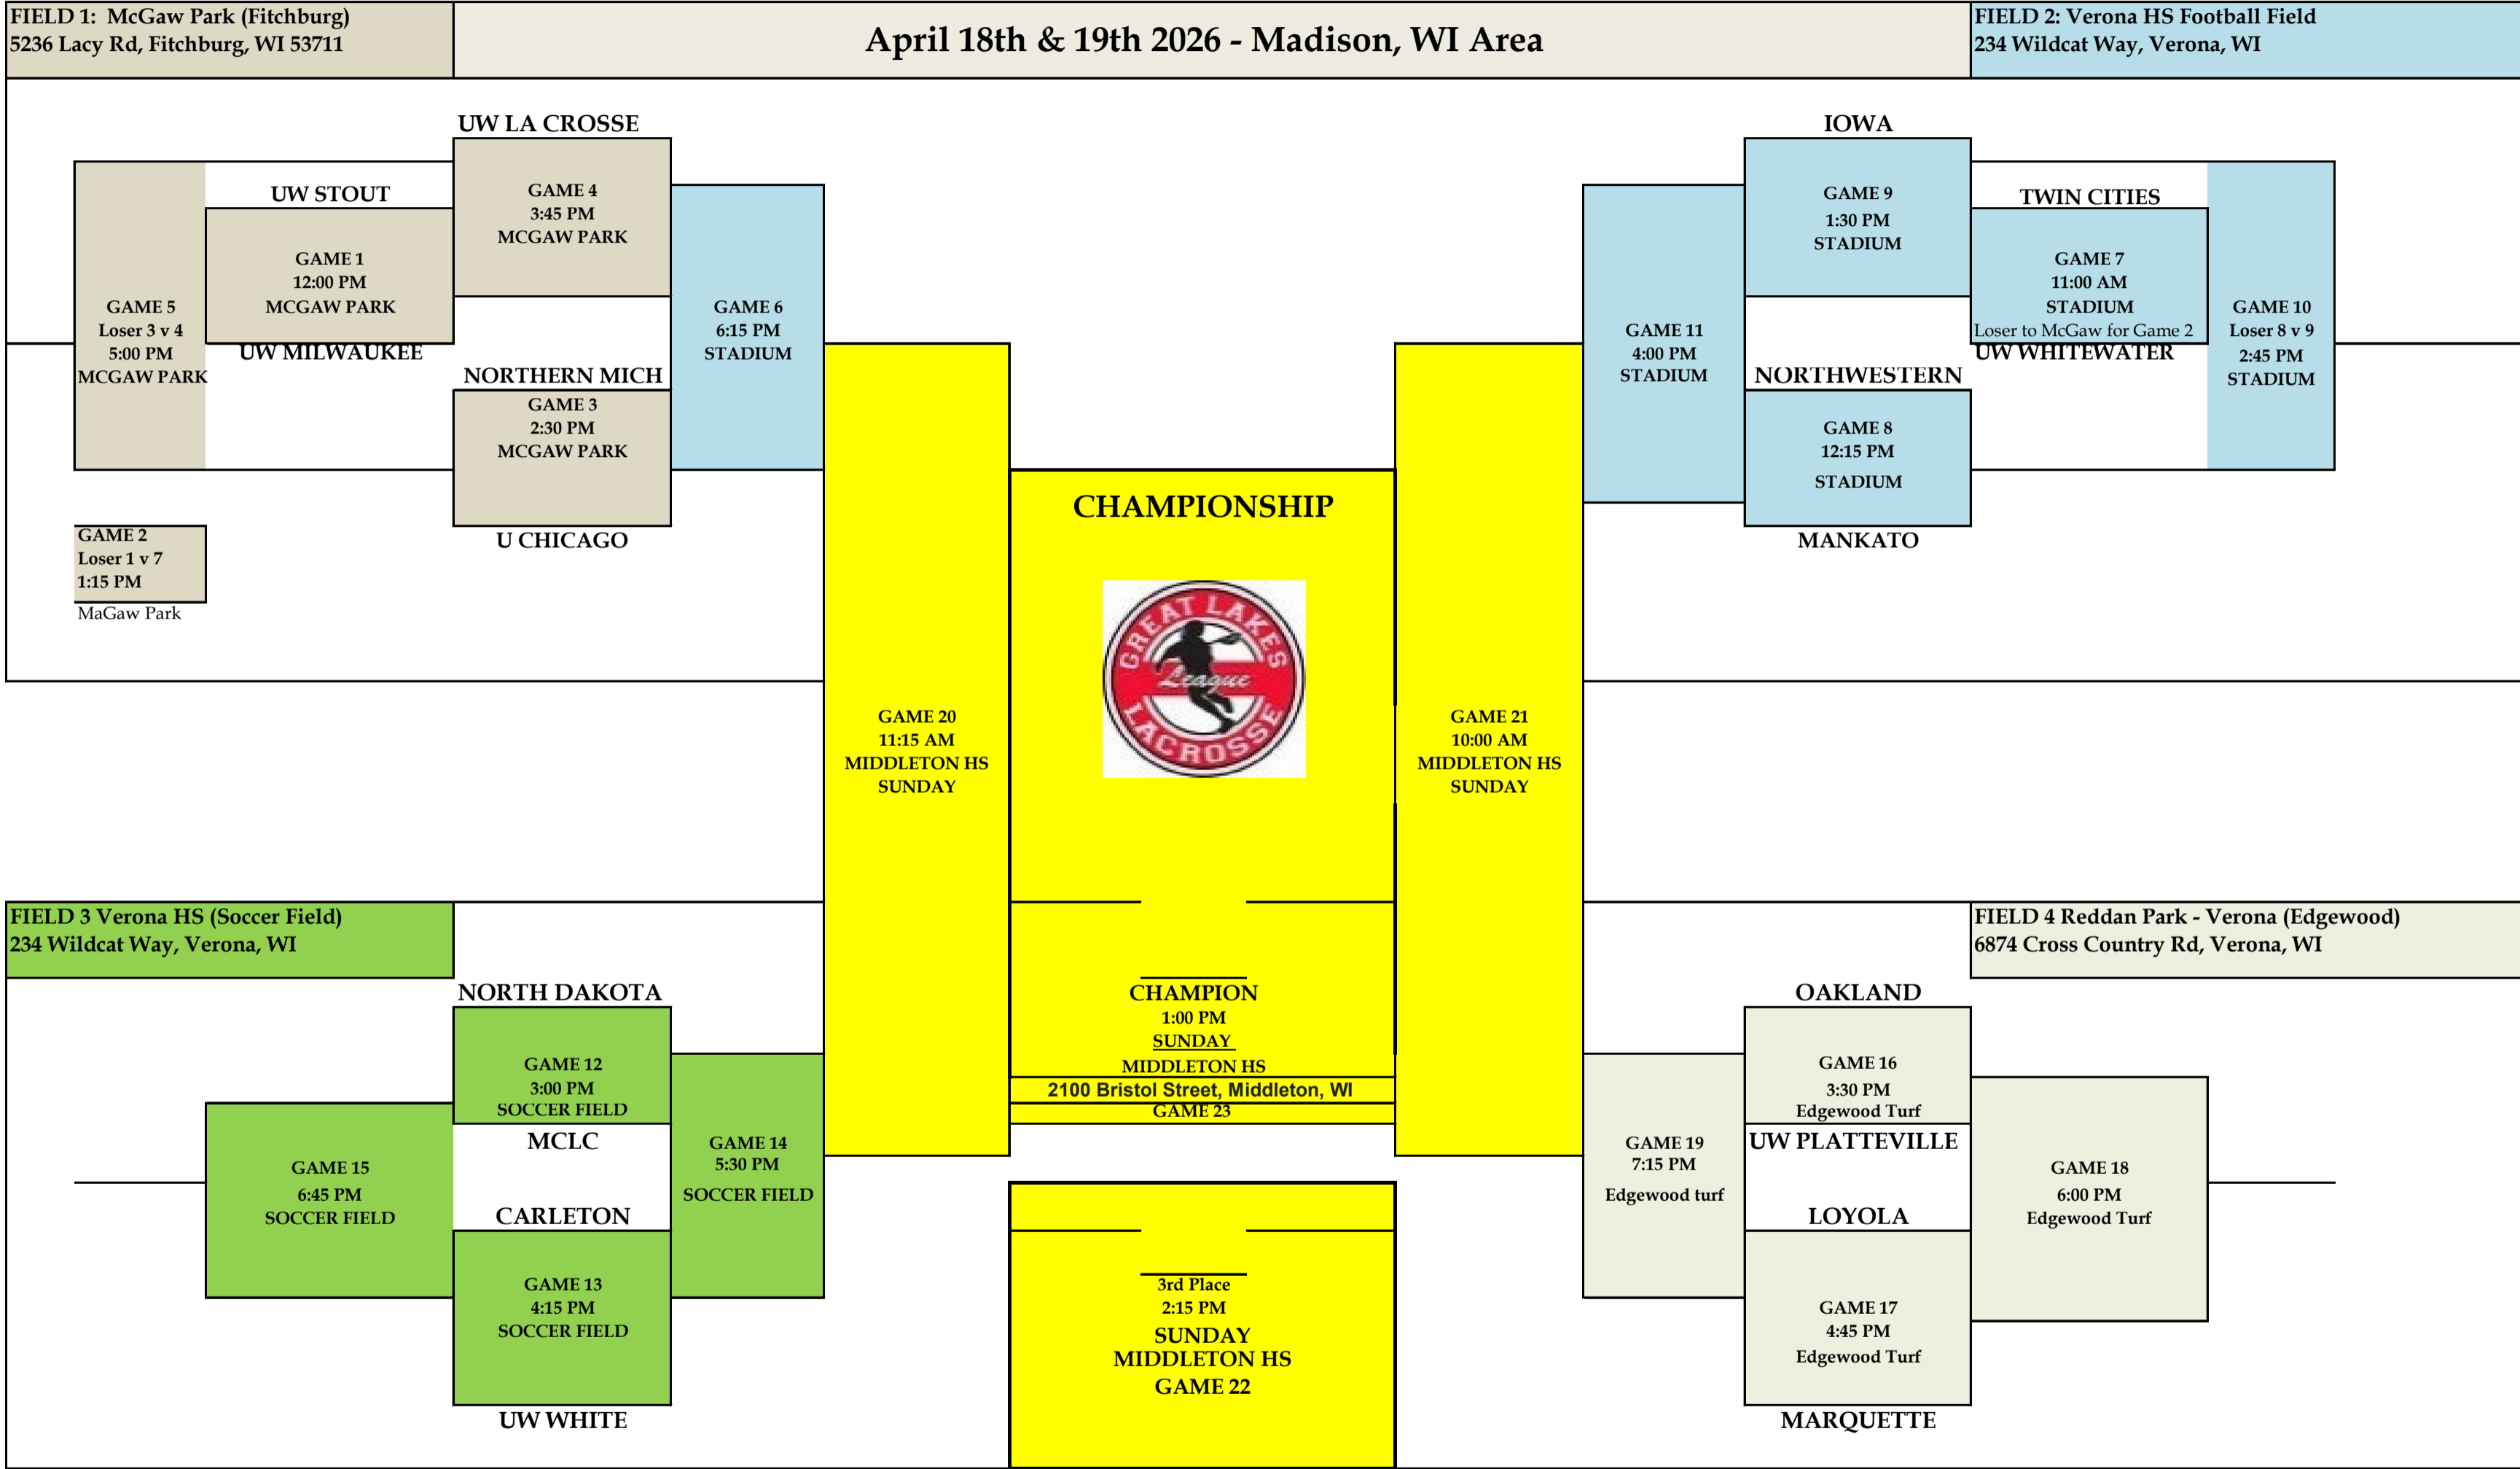 FIELD 1: McGaw Park (Fitchburg)
5236 Lacy Rd, Fitchburg, WI 53711
April 18th & 19th 2026 - Madison, WI Area
FIELD 2: Verona HS Football Field
234 Wildcat Way, Verona, WI
UW LA CROSSE
GAME 4
3:45 PM
MCGAW PARK
UW STOUT
GAME 1
12:00 PM
MCGAW PARK
UW MILWAUKEE
GAME 5
Loser 3 v 4
5:00 PM
MCGAW PARK
GAME 6
6:15 PM
STADIUM
NORTHERN MICH
GAME 3
2:30 PM
MCGAW PARK
U CHICAGO
GAME 2
Loser 1 v 7
1:15 PM
MaGaw Park
IOWA
GAME 9
1:30 PM
STADIUM
TWIN CITIES
GAME 7
11:00 AM
STADIUM
Loser to McGaw for Game 2
UW WHITEWATER
GAME 10
Loser 8 v 9
2:45 PM
STADIUM
GAME 11
4:00 PM
STADIUM
NORTHWESTERN
GAME 8
12:15 PM
STADIUM
MANKATO
CHAMPIONSHIP
GREAT LAKES
League
LACROSSE
GAME 20
11:15 AM
MIDDLETON HS
SUNDAY
GAME 21
10:00 AM
MIDDLETON HS
SUNDAY
CHAMPION
1:00 PM
SUNDAY
MIDDLETON HS
2100 Bristol Street, Middleton, WI
GAME 23
3rd Place
2:15 PM
SUNDAY
MIDDLETON HS
GAME 22
FIELD 3 Verona HS (Soccer Field)
234 Wildcat Way, Verona, WI
NORTH DAKOTA
GAME 12
3:00 PM
SOCCER FIELD
MCLC
GAME 14
5:30 PM
SOCCER FIELD
GAME 15
6:45 PM
SOCCER FIELD
CARLETON
GAME 13
4:15 PM
SOCCER FIELD
UW WHITE
FIELD 4 Reddan Park - Verona (Edgewood)
6874 Cross Country Rd, Verona, WI
OAKLAND
GAME 16
3:30 PM
Edgewood Turf
UW PLATTEVILLE
GAME 19
7:15 PM
Edgewood turf
GAME 18
6:00 PM
Edgewood Turf
LOYOLA
GAME 17
4:45 PM
Edgewood Turf
MARQUETTE